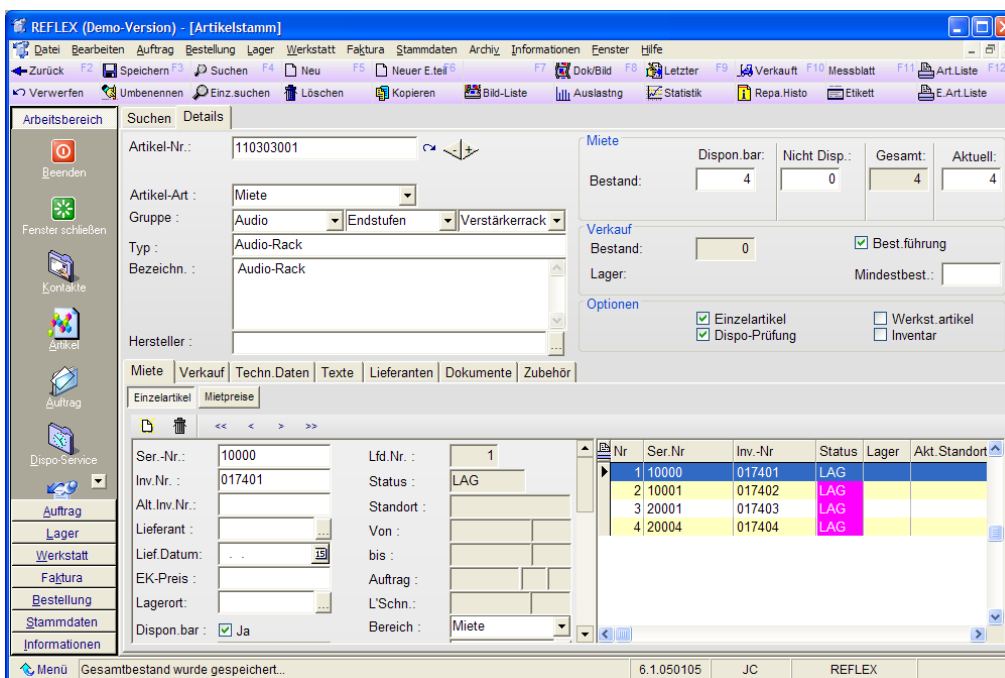 REFLEX (Demo-Version) - [Artikelstamm]
Datei Bearbeiten Auftrag Bestellung Lager Werkstatt Faktura Stammdaten Archiv Informationen Fenster Hilfe
Zurück F2 Speichern F3 Suchen F4 Neu F5 Neuer E.teil F6 F7 Dok/Bild F8 Letzter F9 Verkauft F10 Messblatt F11 Art.Liste F12
Verwerfen Umbenennen Einz.suchen Löschen Kopieren Bild-Liste Auslastng Statistik Repa.Histo Etikett E.Art.Liste
Arbeitsbereich
Beenden
Fenster schließen
Kontakte
Artikel
Auftrag
Dispo-Service
Auftrag
Lager
Werkstatt
Faktura
Bestellung
Stammdaten
Informationen
Suchen Details
Artikel-Nr.: 110303001
Artikel-Art : Miete
Gruppe : Audio Endstufen Verstärkerrack
Typ : Audio-Rack
Bezeichn. : Audio-Rack
Hersteller : ...
Miete
Dispon.bar: Nicht Disp.: Gesamt: Aktuell:
Bestand: 4 0 4 4
Verkauf
Bestand: 0 Best.führung
Lager: Mindestbest.:
Optionen
Einzelartikel Werkst.artikel
Dispo-Prüfung Inventar
Miete Verkauf Techn.Daten Texte Lieferanten Dokumente Zubehör
Einzelartikel Mietpreise
<< < > >>
Ser.-Nr.: 10000 Lfd.Nr. : 1
Inv.Nr. : 017401 Status : LAG
Alt.Inv.Nr.: Standort :
Lieferant : ... Von :
Lief.Datum: . . 15 bis :
EK-Preis : Auftrag :
Lagerort: ... L'Schn.:
Dispon.bar : Ja Bereich : Miete
Nr Ser.Nr Inv.-Nr Status Lager Akt.Standort
1 10000 017401 LAG
2 10001 017402 LAG
3 20001 017403 LAG
4 20004 017404 LAG
Menü Gesamtbestand wurde gespeichert... 6.1.050105 JC REFLEX